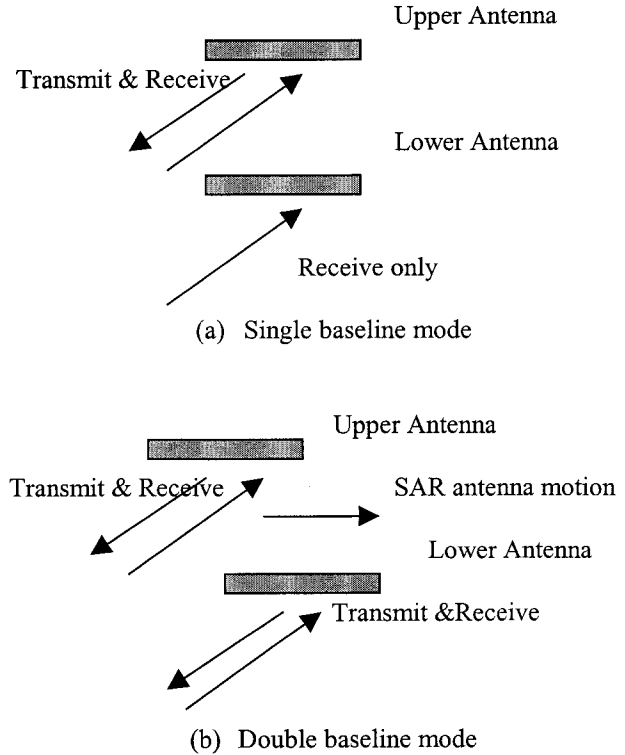 Upper Antenna
Transmit & Receive
Lower Antenna
Receive only
(a) Single baseline mode
Upper Antenna
Transmit & Receive
SAR antenna motion
Lower Antenna
Transmit &Receive
(b) Double baseline mode